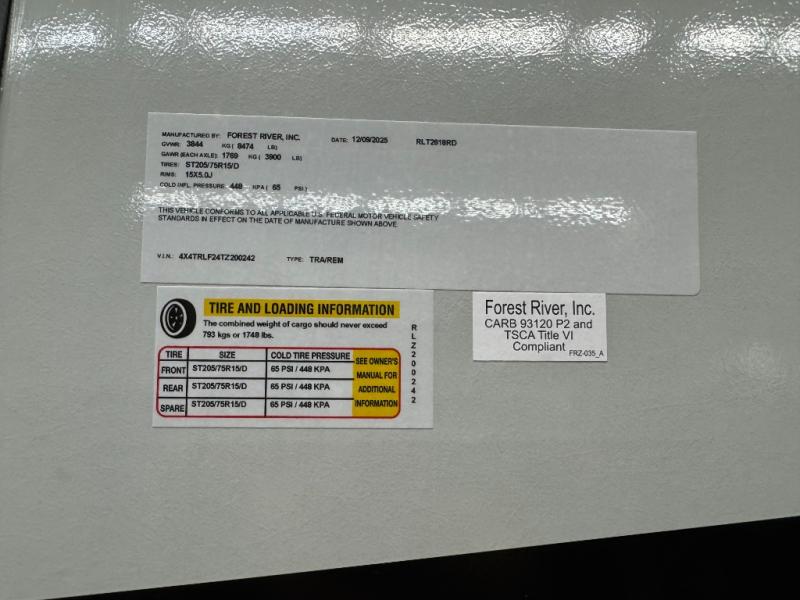 MANUFACTURED BY: FOREST RIVER, INC. DATE: 12/09/2025 RLT2618RD
GVWR: 3844 KG ( 8474 LB)
GAWR (EACH AXLE): 1769 KG ( 3900 LB)
TIRES: ST205/75R15/D
RIMS: 15X5.0J
COLD INFL. PRESSURE: 448 KPA ( 65 PSI )
THIS VEHICLE CONFORMS TO ALL APPLICABLE U.S. FEDERAL MOTOR VEHICLE SAFETY
STANDARDS IN EFFECT ON THE DATE OF MANUFACTURE SHOWN ABOVE.
V.I.N.: 4X4TRLF24TZ200242 TYPE: TRA/REM
TIRE AND LOADING INFORMATION
The combined weight of cargo should never exceed
793 kgs or 1748 lbs.
TIRE SIZE COLD TIRE PRESSURE
FRONT ST205/75R15/D 65 PSI / 448 KPA
REAR ST205/75R15/D 65 PSI / 448 KPA
SPARE ST205/75R15/D 65 PSI / 448 KPA
SEE OWNER'S
MANUAL FOR
ADDITIONAL
INFORMATION
RLZ200242
Forest River, Inc.
CARB 93120 P2 and
TSCA Title VI
Compliant
FRZ-035_A